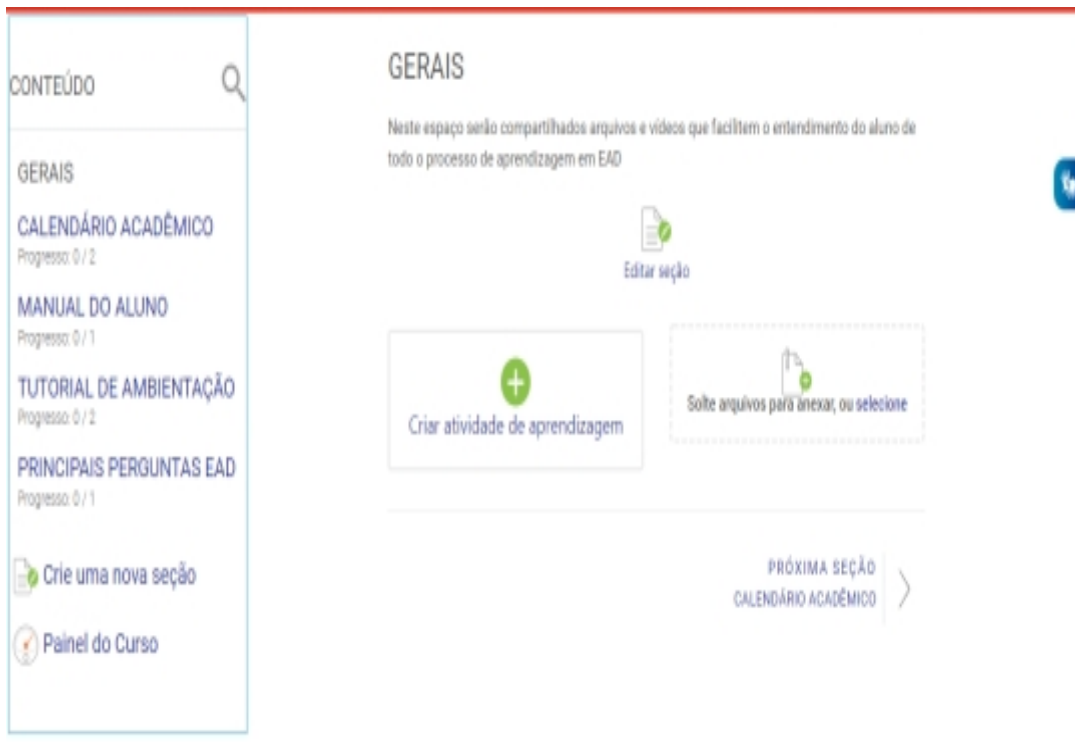 CONTEÚDO
GERAIS
CALENDÁRIO ACADÊMICO
Progresso: 0 / 2
MANUAL DO ALUNO
Progresso: 0 / 1
TUTORIAL DE AMBIENTAÇÃO
Progresso: 0 / 2
PRINCIPAIS PERGUNTAS EAD
Progresso: 0 / 1
Crie uma nova seção
Painel do Curso
GERAIS
Neste espaço serão compartilhados arquivos e vídeos que facilitem o entendimento do aluno de
todo o processo de aprendizagem em EAD
Editar seção
Criar atividade de aprendizagem
Solte arquivos para anexar, ou selecione
PRÓXIMA SEÇÃO
CALENDÁRIO ACADÊMICO